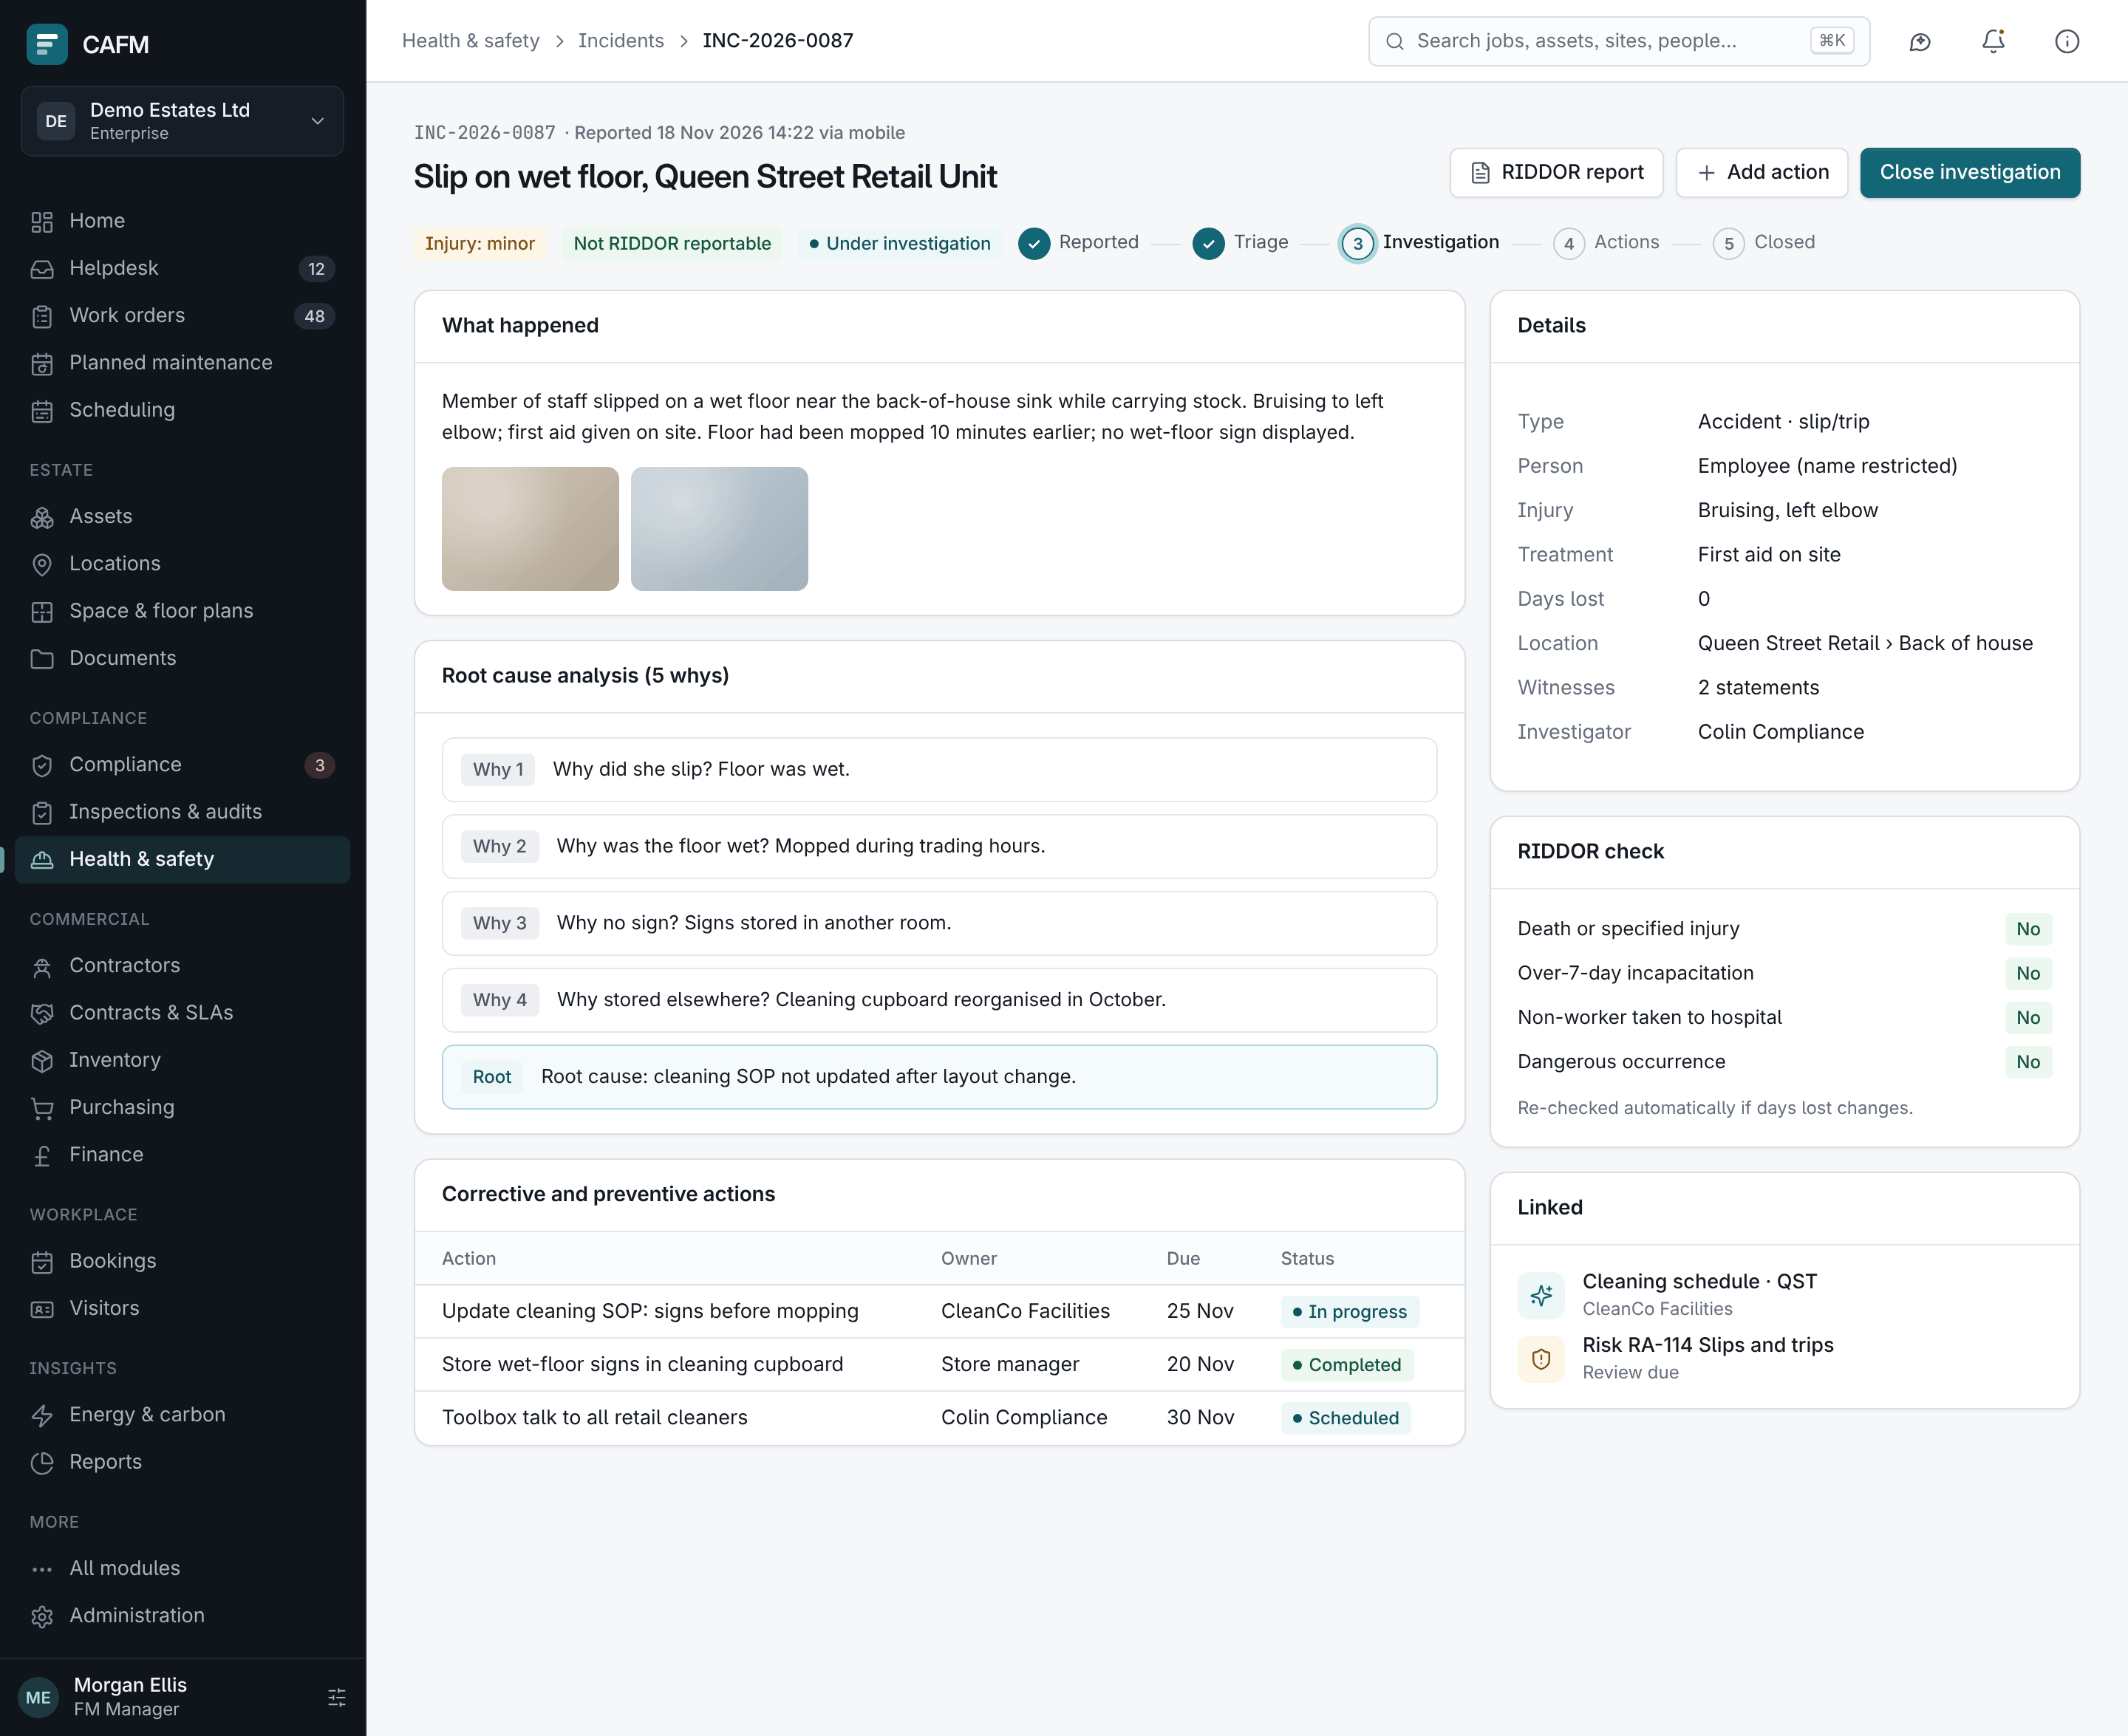 CAFM
DE
Demo Estates Ltd
Enterprise
Home
Helpdesk 12
Work orders 48
Planned maintenance
Scheduling
ESTATE
Assets
Locations
Space & floor plans
Documents
COMPLIANCE
Compliance 3
Inspections & audits
Health & safety
COMMERCIAL
Contractors
Contracts & SLAs
Inventory
Purchasing
Finance
WORKPLACE
Bookings
Visitors
INSIGHTS
Energy & carbon
Reports
MORE
All modules
Administration
ME
Morgan Ellis
FM Manager
Health & safety > Incidents > INC-2026-0087
Search jobs, assets, sites, people... ⌘K
INC-2026-0087 · Reported 18 Nov 2026 14:22 via mobile
Slip on wet floor, Queen Street Retail Unit
RIDDOR report
Add action
Close investigation
Injury: minor
Not RIDDOR reportable
Under investigation
Reported
Triage
3 Investigation
4 Actions
5 Closed
What happened
Member of staff slipped on a wet floor near the back-of-house sink while carrying stock. Bruising to left
elbow; first aid given on site. Floor had been mopped 10 minutes earlier; no wet-floor sign displayed.
Root cause analysis (5 whys)
Why 1 Why did she slip? Floor was wet.
Why 2 Why was the floor wet? Mopped during trading hours.
Why 3 Why no sign? Signs stored in another room.
Why 4 Why stored elsewhere? Cleaning cupboard reorganised in October.
Root Root cause: cleaning SOP not updated after layout change.
Corrective and preventive actions
Action Owner Due Status
Update cleaning SOP: signs before mopping CleanCo Facilities 25 Nov In progress
Store wet-floor signs in cleaning cupboard Store manager 20 Nov Completed
Toolbox talk to all retail cleaners Colin Compliance 30 Nov Scheduled
Details
Type Accident · slip/trip
Person Employee (name restricted)
Injury Bruising, left elbow
Treatment First aid on site
Days lost 0
Location Queen Street Retail › Back of house
Witnesses 2 statements
Investigator Colin Compliance
RIDDOR check
Death or specified injury No
Over-7-day incapacitation No
Non-worker taken to hospital No
Dangerous occurrence No
Re-checked automatically if days lost changes.
Linked
Cleaning schedule · QST
CleanCo Facilities
Risk RA-114 Slips and trips
Review due